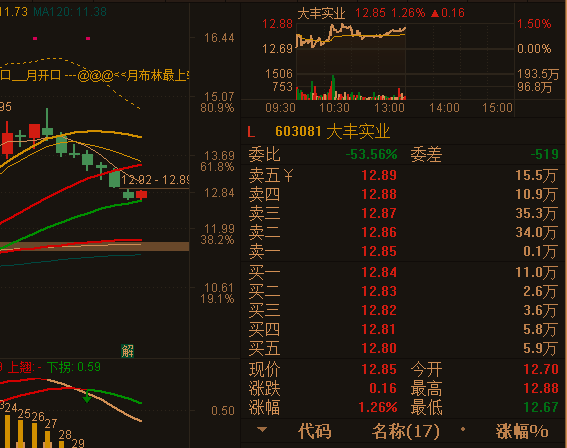 11.73 MA120: 11.38
16.44
口__月开口 ---@@@<<月布林最上
95
15.07
80.9%
13.69
61.8%
12.92 - 12.89
12.84
11.99
38.2%
10.61
19.1%
解
上翘 - 下拐: 0.59
0.50
24 25 26 27 28 29
大丰实业 12.85 1.26% ▲0.16
12.88 1.50%
12.69 0.00%
1506 193.5万
753 96.8万
09:30 10:30 13:00 14:00 15:00
L 603081 大丰实业
委比 -53.56% 委差 -519
卖五￥ 12.89 15.5万
卖四 12.88 10.9万
卖三 12.87 35.3万
卖二 12.86 34.0万
卖一 12.85 0.1万
买一 12.84 11.0万
买二 12.83 2.6万
买三 12.82 3.6万
买四 12.81 5.8万
买五 12.80 5.9万
现价 12.85 今开 12.70
涨跌 0.16 最高 12.88
涨幅 1.26% 最低 12.67
代码 名称(17) · 涨幅%